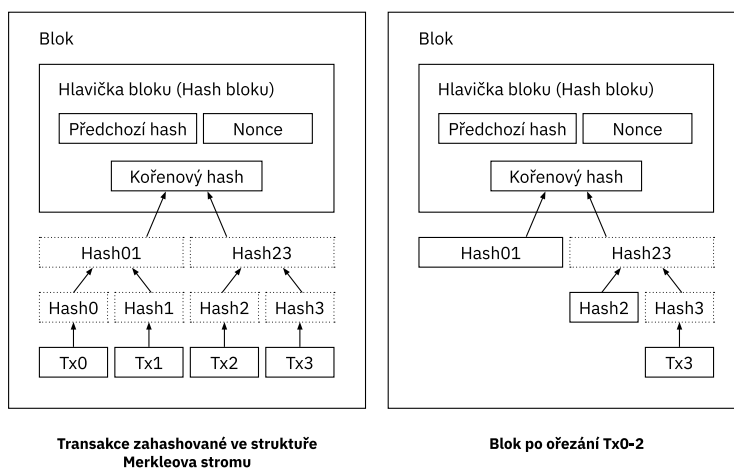 Blok
Hlavička bloku (Hash bloku)
Předchozí hash
Nonce
Kořenový hash
Hash01
Hash23
Hash0
Hash1
Hash2
Hash3
Tx0
Tx1
Tx2
Tx3
Transakce zahashované ve struktuře
Merkleova stromu
Blok
Hlavička bloku (Hash bloku)
Předchozí hash
Nonce
Kořenový hash
Hash01
Hash23
Hash2
Hash3
Tx3
Blok po ořezání Tx0-2